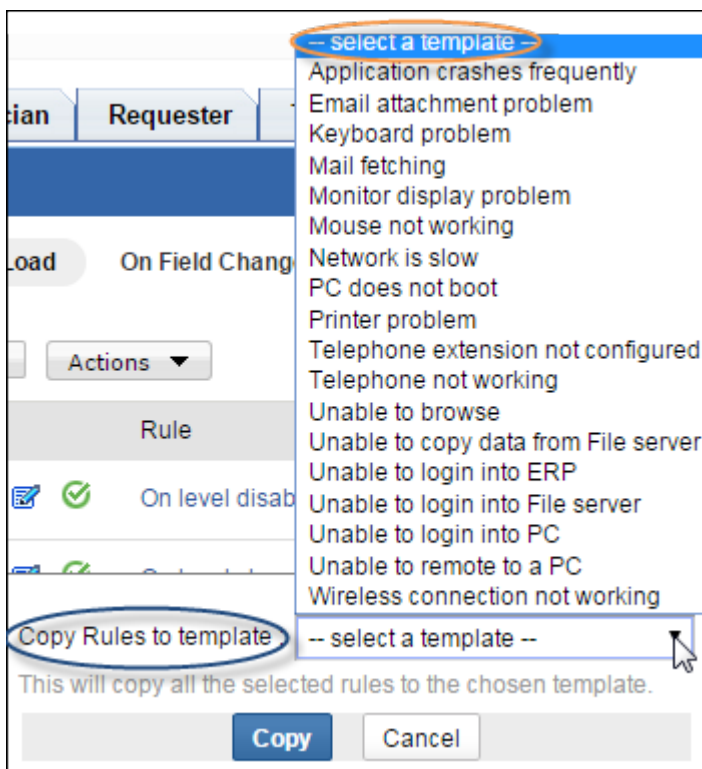 -- select a template --
Application crashes frequently
Email attachment problem
Keyboard problem
Mail fetching
Monitor display problem
Mouse not working
Network is slow
PC does not boot
Printer problem
Telephone extension not configured
Telephone not working
Unable to browse
Unable to copy data from File server
Unable to login into ERP
Unable to login into File server
Unable to login into PC
Unable to remote to a PC
Wireless connection not working
cian Requester
Load On Field Chang
Actions
Rule
On level disab
Copy Rules to template -- select a template --
This will copy all the selected rules to the chosen template.
Copy Cancel